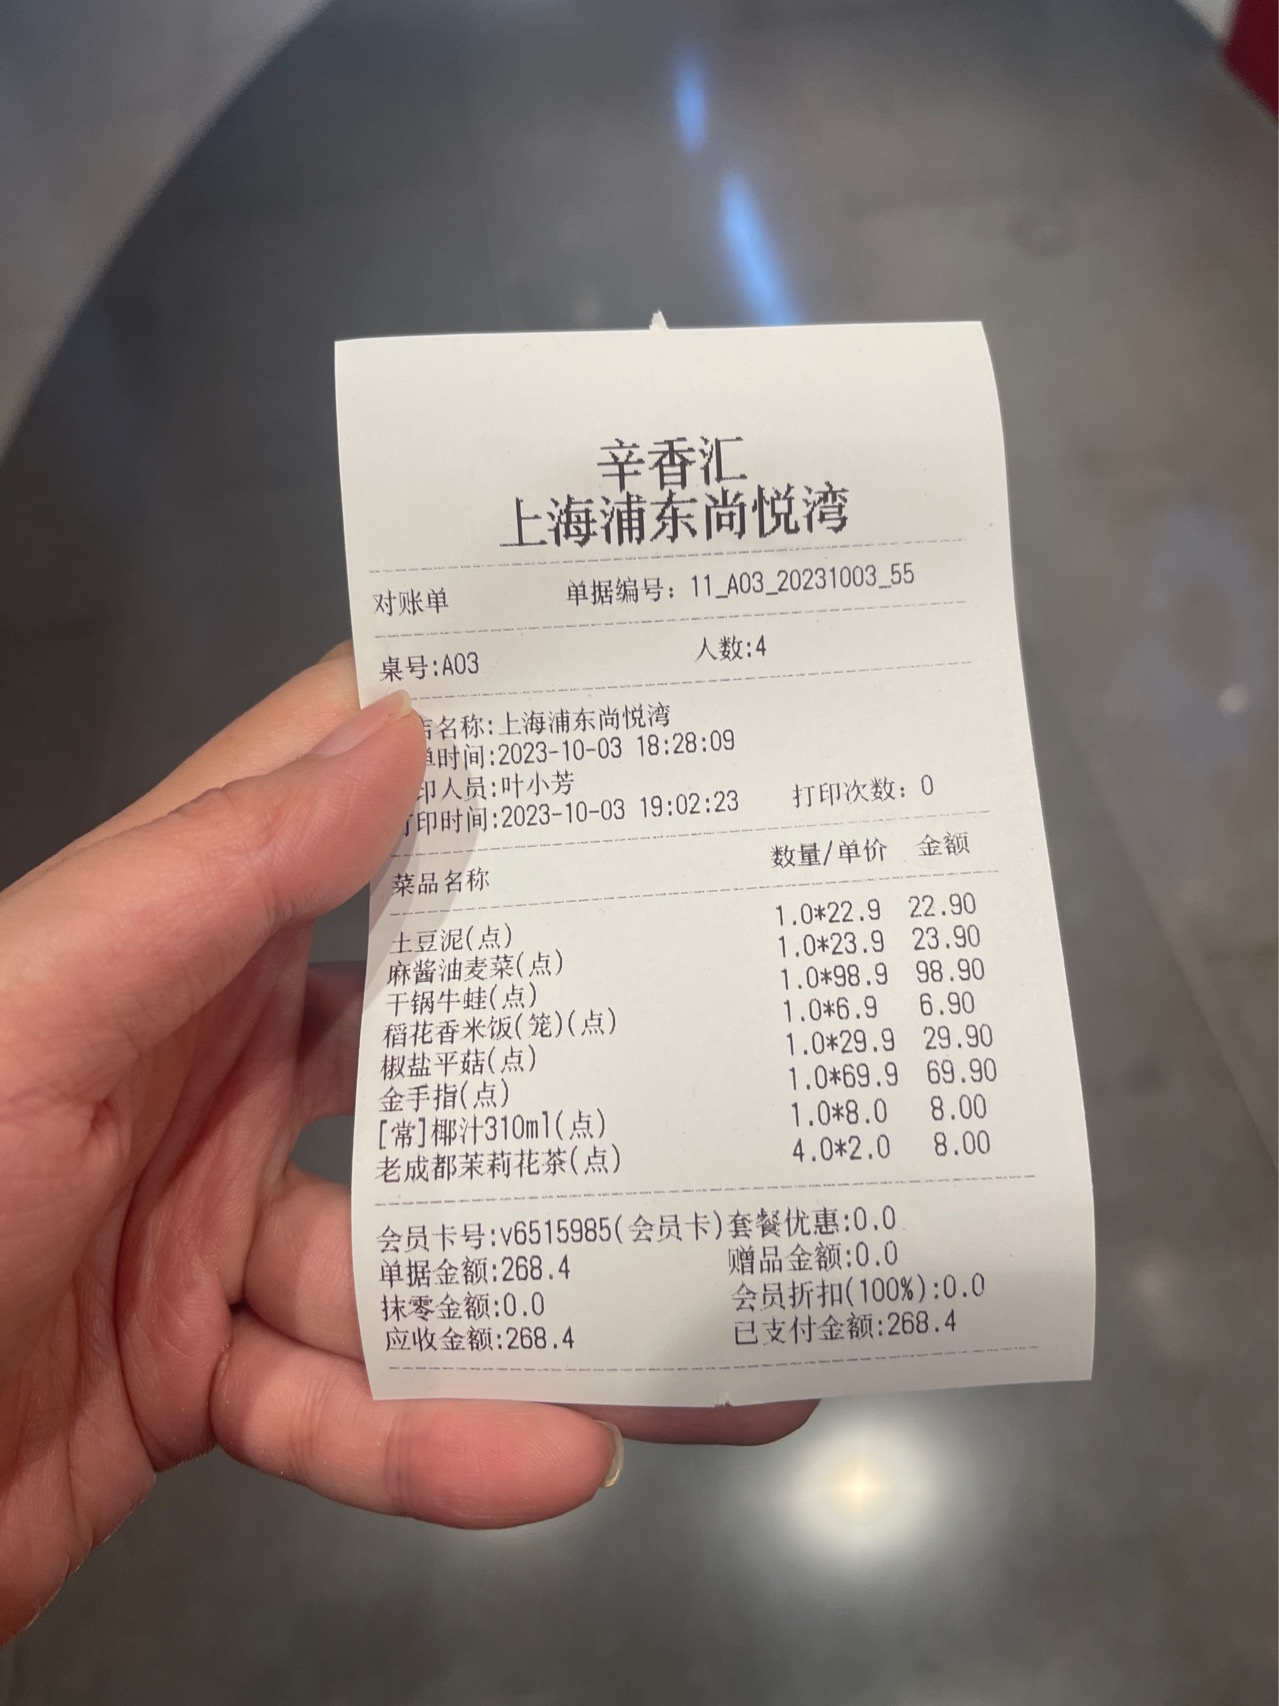 辛香汇
上海浦东尚悦湾
对账单 单据编号：11_A03_20231003_55
桌号:A03 人数:4
店名称:上海浦东尚悦湾
单时间:2023-10-03 18:28:09
印人员:叶小芳
打印时间:2023-10-03 19:02:23 打印次数：0
菜品名称 数量/单价 金额
土豆泥(点) 1.0*22.9 22.90
麻酱油麦菜(点) 1.0*23.9 23.90
干锅牛蛙(点) 1.0*98.9 98.90
稻花香米饭(笼)(点) 1.0*6.9 6.90
椒盐平菇(点) 1.0*29.9 29.90
金手指(点) 1.0*69.9 69.90
[常]椰汁310ml(点) 1.0*8.0 8.00
老成都茉莉花茶(点) 4.0*2.0 8.00
会员卡号:v6515985(会员卡)套餐优惠:0.0
单据金额:268.4 赠品金额:0.0
抹零金额:0.0 会员折扣(100%):0.0
应收金额:268.4 已支付金额:268.4